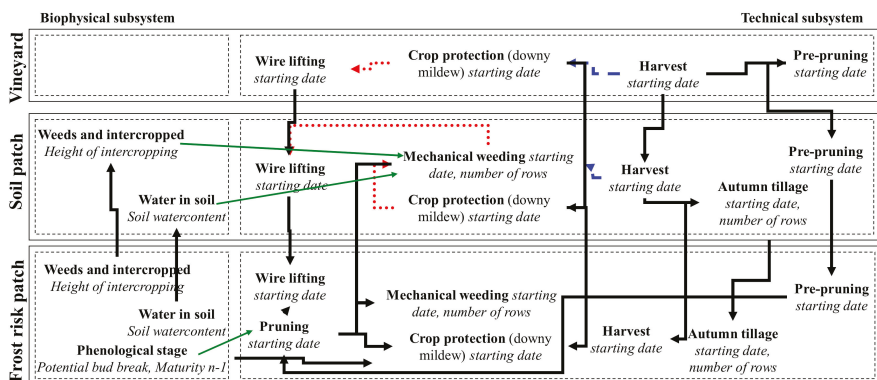 Biophysical subsystem
Technical subsystem
Vineyard
Wire lifting
starting date
Crop protection (downy
mildew) starting date
Harvest
starting date
Pre-pruning
starting date
Soil patch
Weeds and intercropped
Height of intercropping
Water in soil
Soil watercontent
Wire lifting
starting date
Mechanical weeding starting
date, number of rows
Crop protection (downy
mildew) starting date
Harvest
starting date
Pre-pruning
starting date
Autumn tillage
starting date,
number of rows
Frost risk patch
Weeds and intercropped
Height of intercropping
Water in soil
Soil watercontent
Phenological stage
Potential bud break, Maturity n-1
Wire lifting
starting date
Pruning
starting date
Mechanical weeding starting
date, number of rows
Crop protection (downy
mildew) starting date
Harvest
starting date
Autumn tillage
starting date,
number of rows
Pre-pruning
starting date